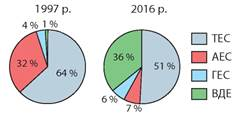 1997 р.
2016 р.
4 %
1 %
32 %
64 %
36 %
51 %
6 %
7 %
ТЕС
АЕС
ГЕС
ВДЕ